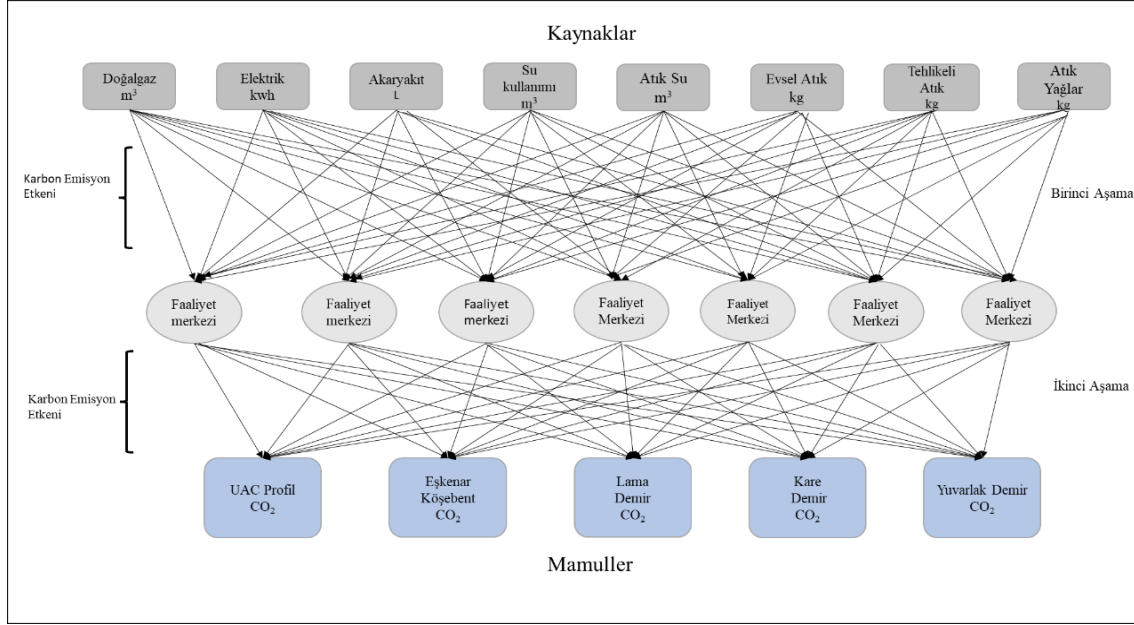 Kaynaklar
Doğalgaz
m³
Elektrik
kwh
Akaryakıt
L
Su
kullanımı
m³
Atık Su
m³
Evsel Atık
kg
Tehlikeli
Atık
kg
Atık
Yağlar
kg
Karbon Emisyon
Etkeni
Birinci Aşama
Faaliyet
merkezi
Faaliyet
merkezi
Faaliyet
merkezi
Faaliyet
Merkezi
Faaliyet
Merkezi
Faaliyet
Merkezi
Faaliyet
Merkezi
Karbon Emisyon
Etkeni
İkinci Aşama
UAC Profil
CO₂
Eşkenar
Köşebent
CO₂
Lama
Demir
CO₂
Kare
Demir
CO₂
Yuvarlak Demir
CO₂
Mamuller